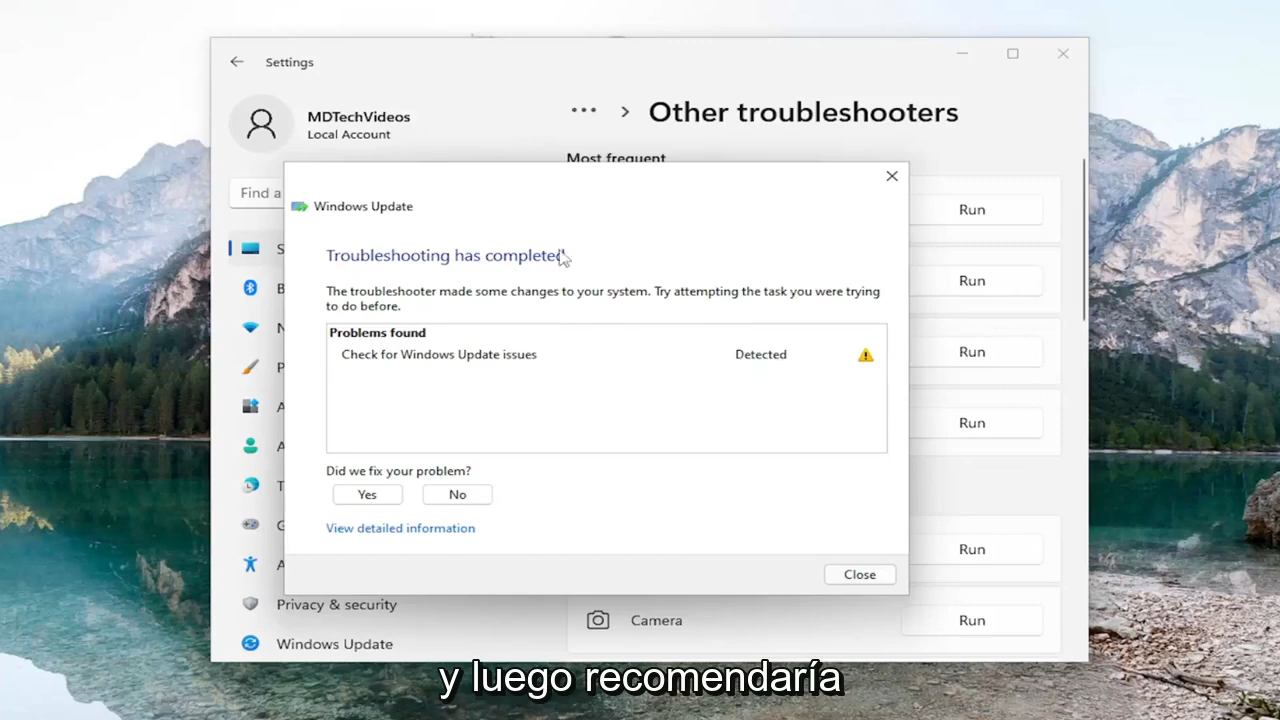 Settings
MDTechVideos
Local Account
Find a
Other troubleshooters
Most frequent
Run
Run
Run
Run
Run
Camera
Run
Privacy & security
Windows Update
Windows Update
Troubleshooting has completed
The troubleshooter made some changes to your system. Try attempting the task you were trying
to do before.
Problems found
Check for Windows Update issues Detected
Did we fix your problem?
Yes No
View detailed information
Close
y luego recomendaría